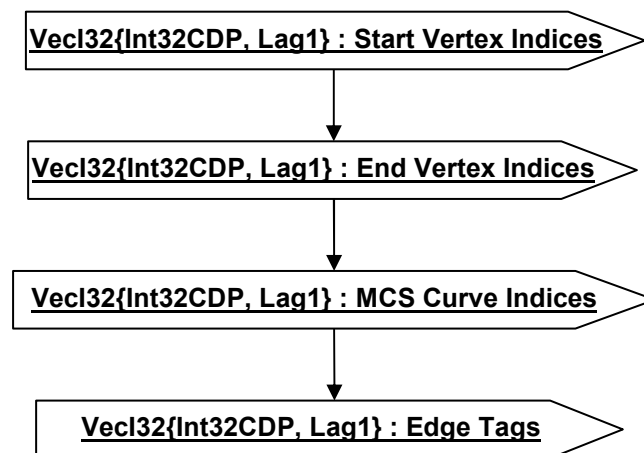 VecI32{Int32CDP, Lag1} : Start Vertex Indices
VecI32{Int32CDP, Lag1} : End Vertex Indices
VecI32{Int32CDP, Lag1} : MCS Curve Indices
VecI32{Int32CDP, Lag1} : Edge Tags